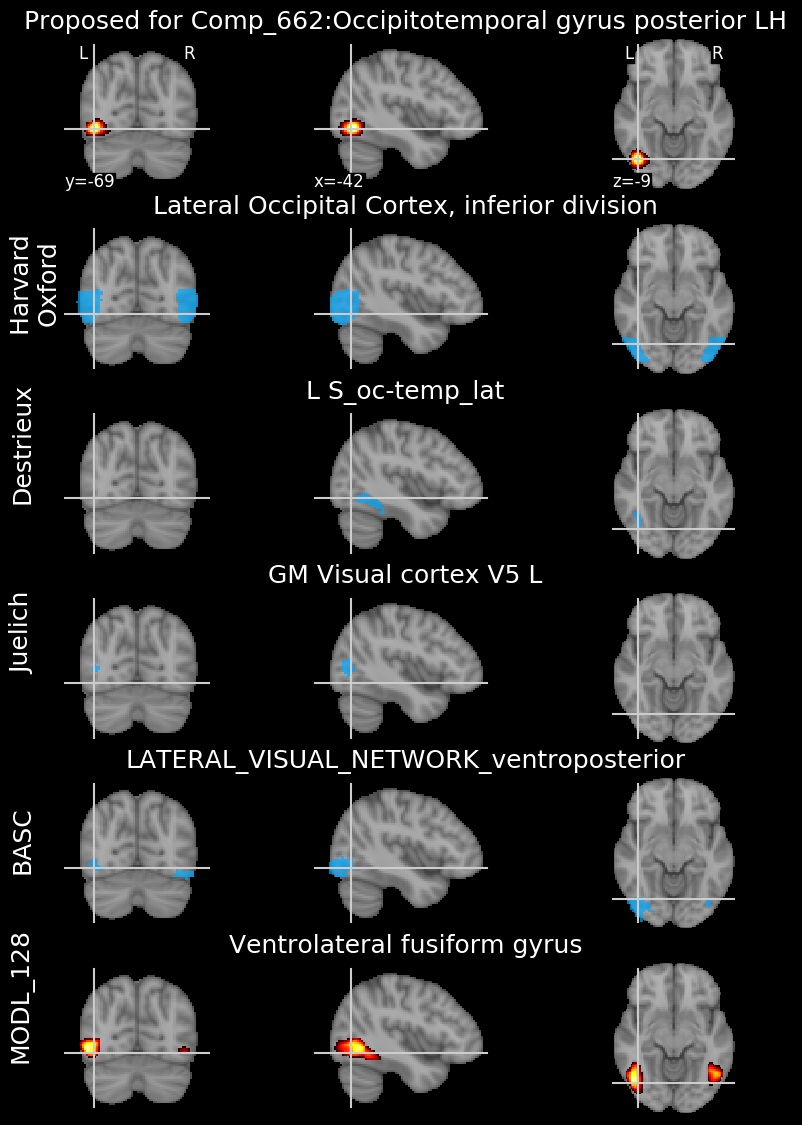 Proposed for Comp_662:Occipitotemporal gyrus posterior LH
L R L R
y=-69 x=-42 z=-9
Lateral Occipital Cortex, inferior division
Harvard
Oxford
L S_oc-temp_lat
Destrieux
GM Visual cortex V5 L
Juelich
LATERAL_VISUAL_NETWORK_ventroposterior
BASC
Ventrolateral fusiform gyrus
MODL_128